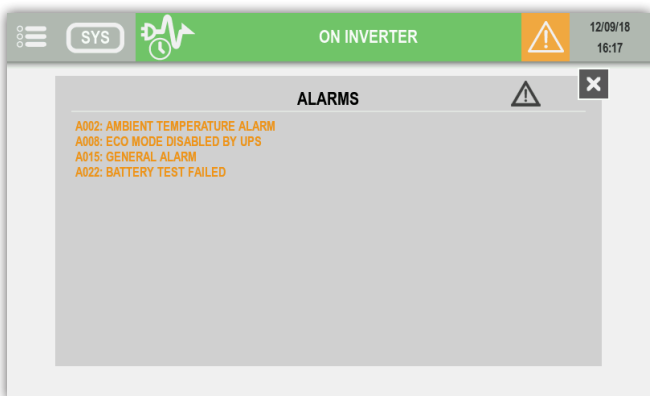 SYS
ON INVERTER
12/09/18
16:17
ALARMS
A002: AMBIENT TEMPERATURE ALARM
A008: ECO MODE DISABLED BY UPS
A015: GENERAL ALARM
A022: BATTERY TEST FAILED